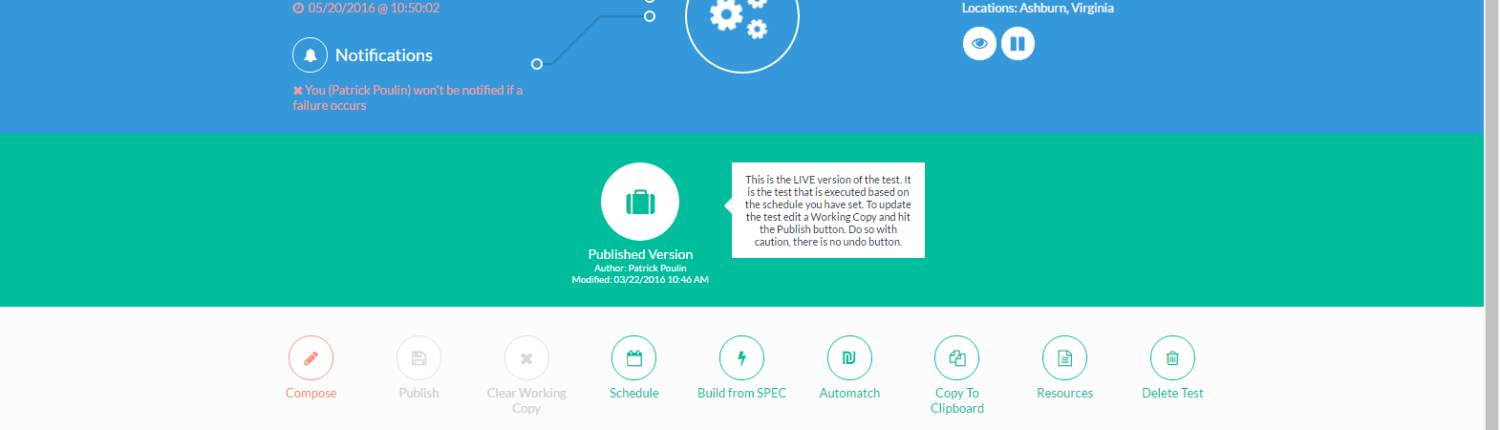 05/20/2016 @ 10:50:02
Locations: Ashburn, Virginia
Notifications
You (Patrick Poulin) won't be notified if a
failure occurs
This is the LIVE version of the test. It
is the test that is executed based on
the schedule you have set. To update
the test edit a Working Copy and hit
the Publish button. Do so with
caution, there is no undo button.
Published Version
Author: Patrick Poulin
Modified: 03/22/2016 10:46 AM
Compose
Publish
Clear Working
Copy
Schedule
Build from SPEC
Automatch
Copy To
Clipboard
Resources
Delete Test